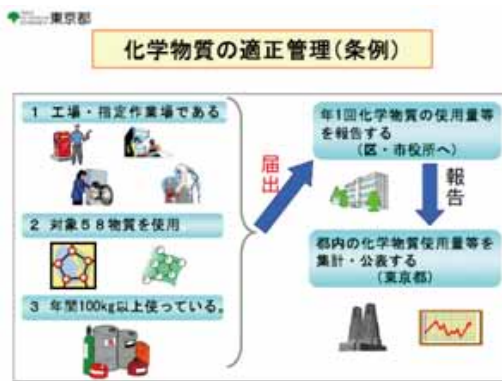 東京都
化学物質の適正管理(条例)
1 工場・指定作業場である
2 対象58物質を使用
3 年間100kg以上使っている。
届出
年1回化学物質の使用量等
を報告する
(区・市役所へ)
報告
都内の化学物質使用量等を
集計・公表する
(東京都)